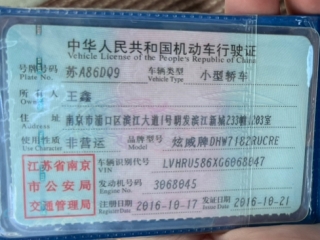 中华人民共和国机动车行驶证
Vehicle License of the People's Republic of China
号牌号码 苏A86DQ9 车辆类型 小型轿车
Plate No. Vehicle Type
所有人 王鑫
Owner
住址 南京市浦口区滨江大道1号明发滨江新城233幢1103室
Address
使用性质 非营运 品牌型号 炫威牌DHW7182RUCRE
Use Character Model
江苏省南京
市公安局
交通管理局
车辆识别代号 LVHRU586XG6068047
VIN
发动机号码 3068045
Engine No.
注册日期 2016-10-17 发证日期 2016-10-21
Register Date Issue Date